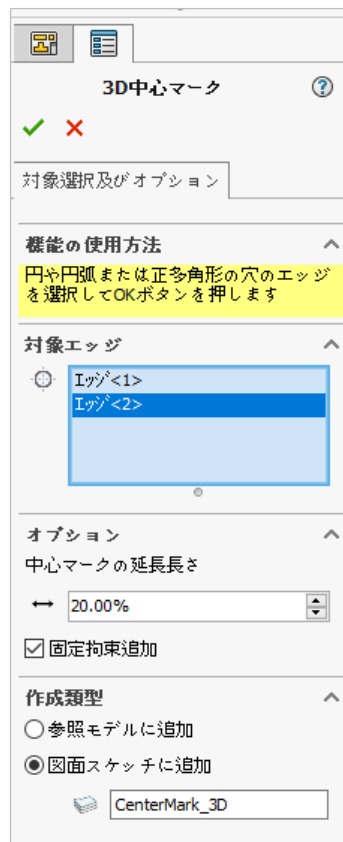 3D中心マーク
対象選択及びオプション
機能の使用方法
円や円弧または正多角形の穴のエッジ
を選択してOKボタンを押します
対象エッジ
エッジ<1>
エッジ<2>
オプション
中心マークの延長長さ
20.00%
固定拘束追加
作成類型
参照モデルに追加
図面スケッチに追加
CenterMark_3D